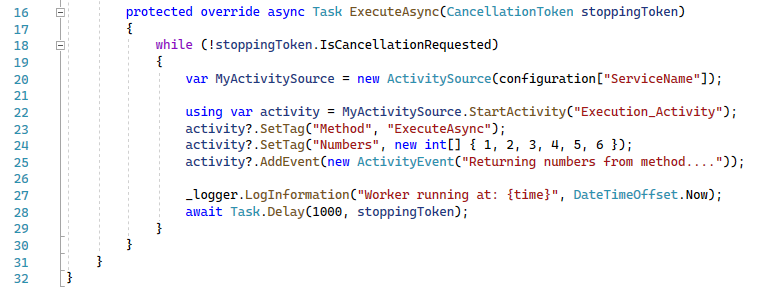 16 protected override async Task ExecuteAsync(CancellationToken stoppingToken)
17 {
18 while (!stoppingToken.IsCancellationRequested)
19 {
20 var MyActivitySource = new ActivitySource(configuration["ServiceName"]);
21
22 using var activity = MyActivitySource.StartActivity("Execution_Activity");
23 activity?.SetTag("Method", "ExecuteAsync");
24 activity?.SetTag("Numbers", new int[] { 1, 2, 3, 4, 5, 6 });
25 activity?.AddEvent(new ActivityEvent("Returning numbers from method...."));
26
27 _logger.LogInformation("Worker running at: {time}", DateTimeOffset.Now);
28 await Task.Delay(1000, stoppingToken);
29 }
30 }
31 }
32 }